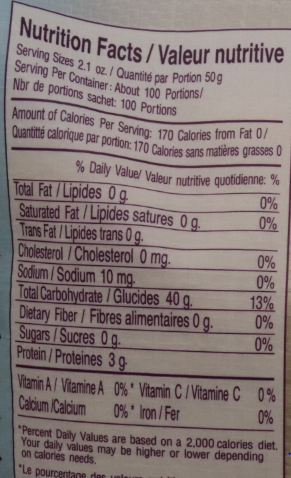 Nutrition Facts / Valeur nutritive
Serving Sizes 2.1 oz. / Quantité par Portion 50 g
Serving Per Container: About 100 Portions/
Nbr de portions sachet: 100 Portions
Amount of Calories Per Serving: 170 Calories from Fat 0 /
Quantitté calorique par portion: 170 Calories sans matières grasses 0
% Daily Value/ Valeur nutritive quotidienne: %
Total Fat / Lipides 0 g. 0%
Saturated Fat / Lipides satures 0 g. 0%
Trans Fat / Lipides trans 0 g.
Cholesterol / Cholesterol 0 mg. 0%
Sodium / Sodium 10 mg. 0%
Total Carbohydrate / Glucides 40 g. 13%
Dietary Fiber / Fibres alimentaires 0 g. 0%
Sugars / Sucres 0 g. 0%
Protein / Proteines 3 g.
Vitamin A / Vitamine A 0% * Vitamin C / Vitamine C 0%
Calcium /Calcium 0% * Iron / Fer 0%
*Percent Daily Values are based on a 2,000 calories diet.
Your daily values may be higher or lower depending
on calories needs.
*Le pourcentage des